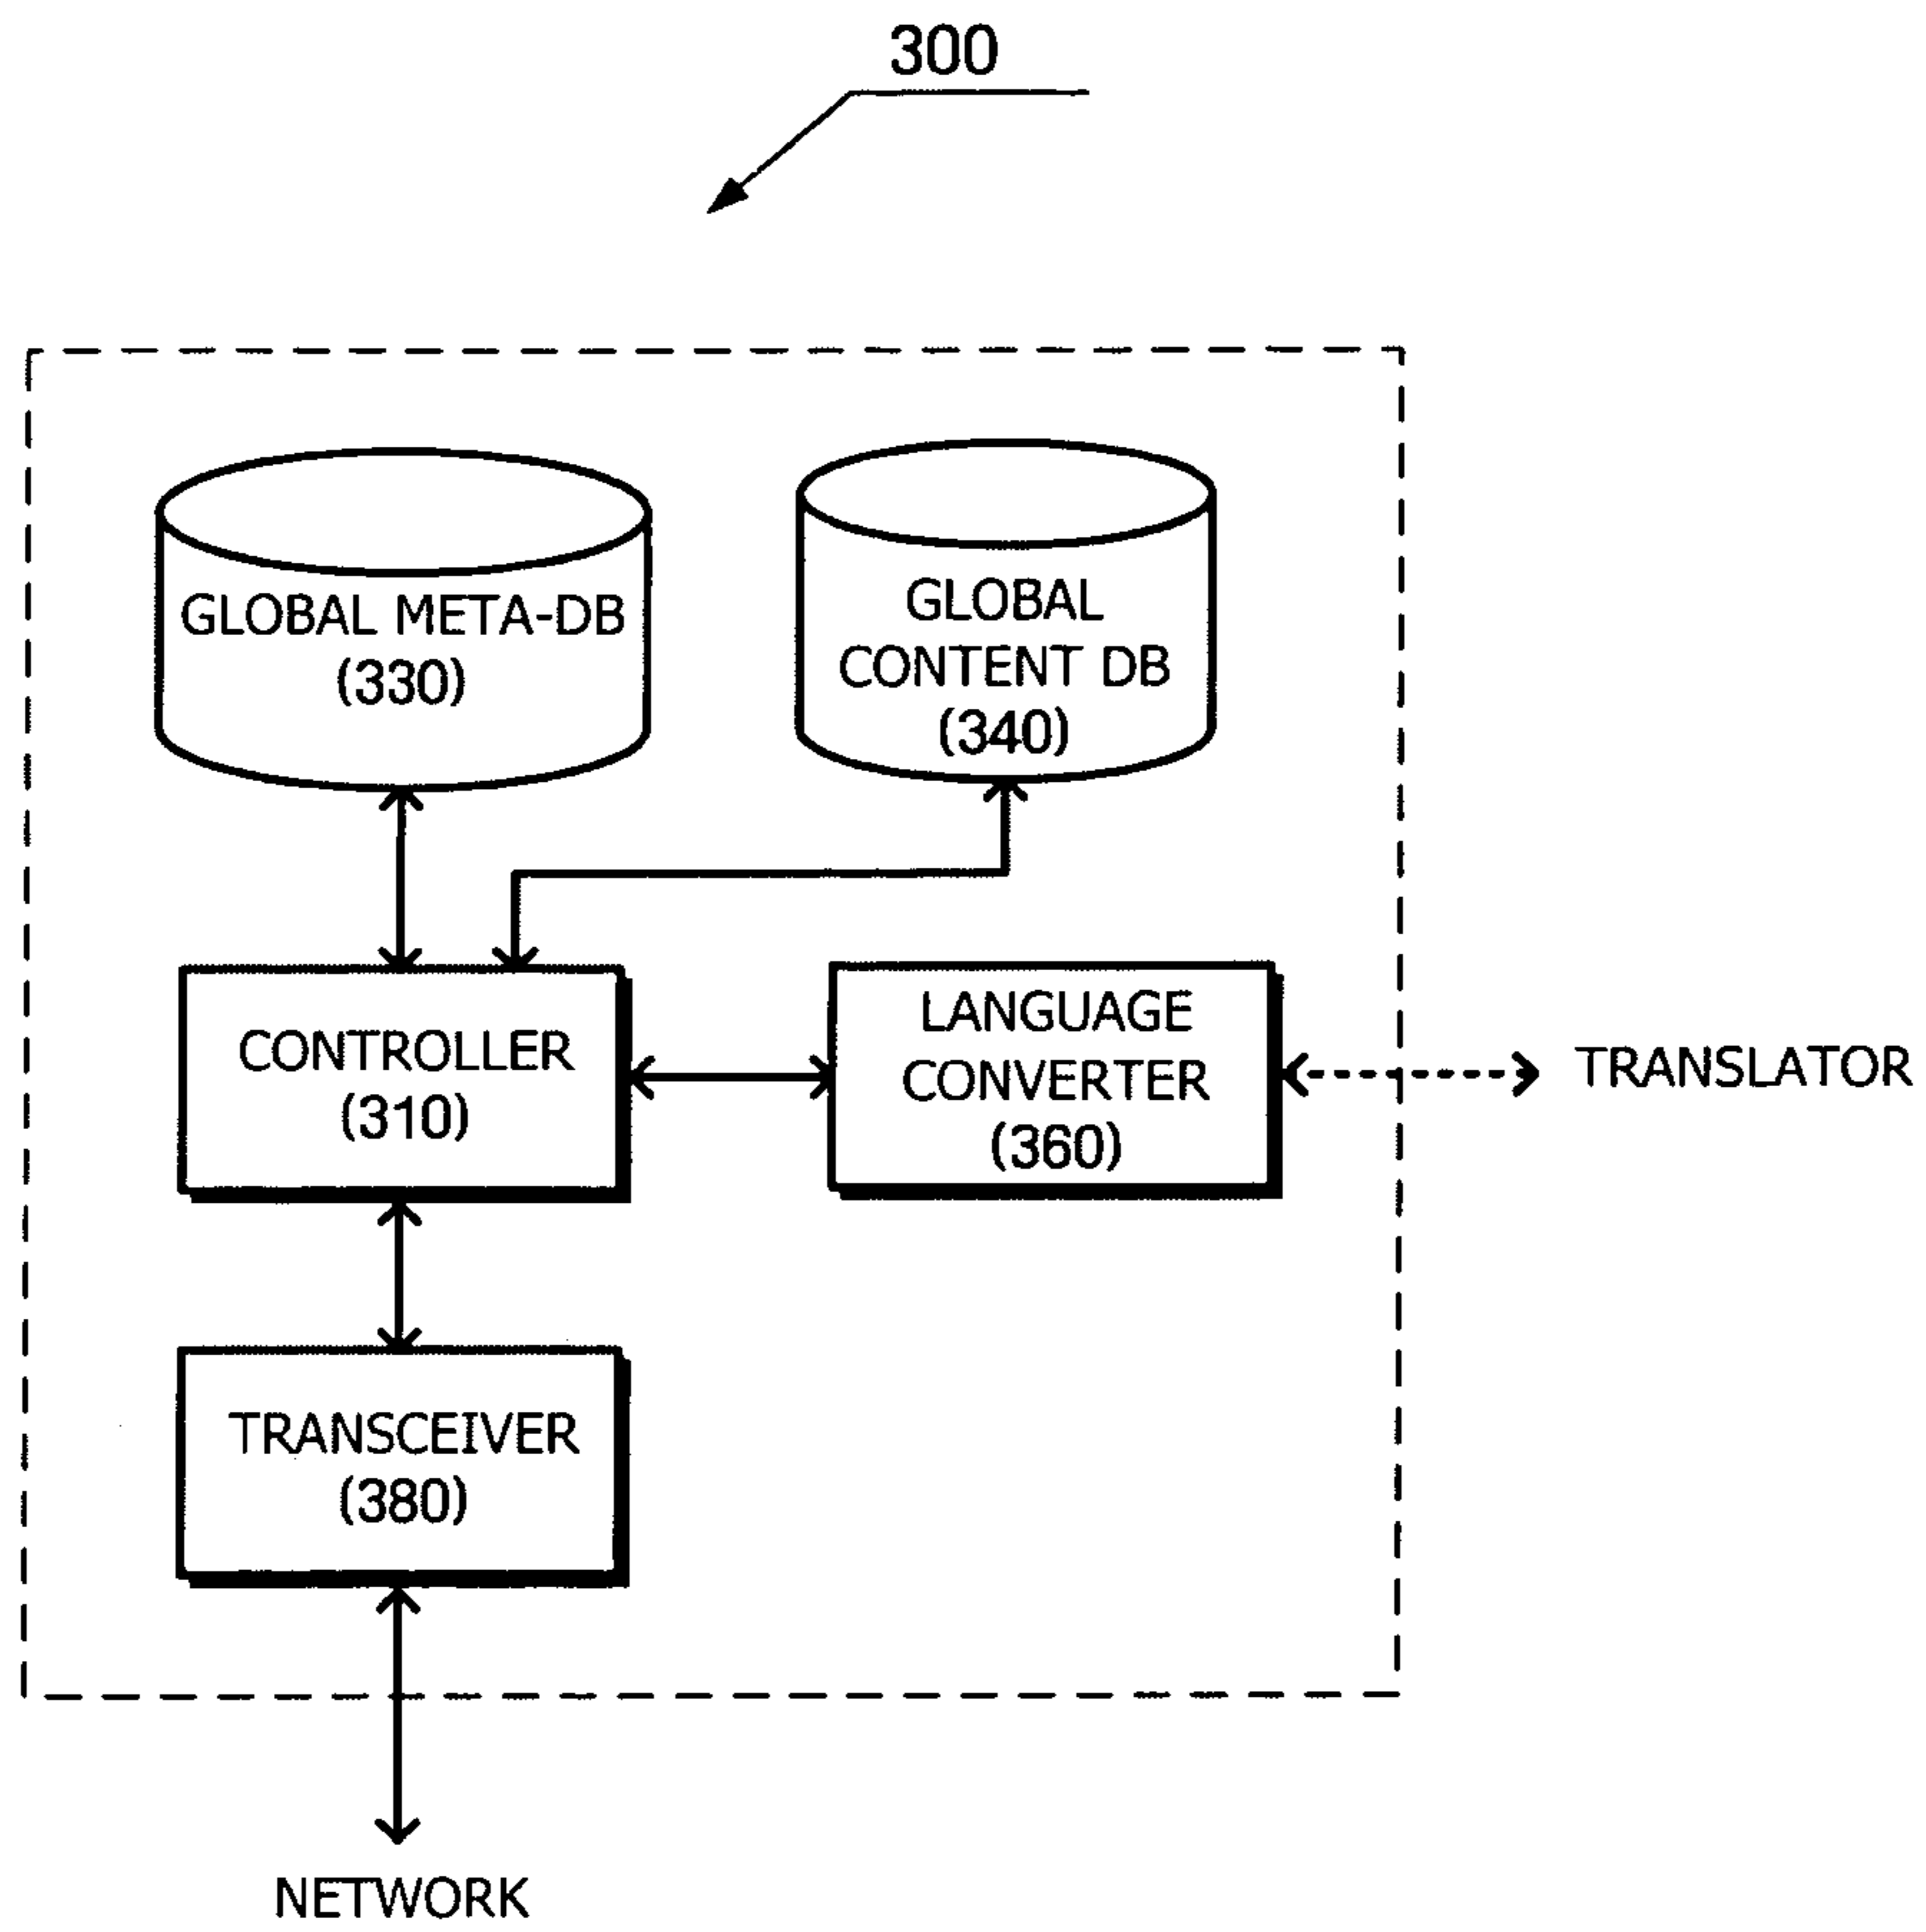 300
GLOBAL META-DB
(330)
GLOBAL
CONTENT DB
(340)
CONTROLLER
(310)
LANGUAGE
CONVERTER
(360)
TRANSLATOR
TRANSCEIVER
(380)
NETWORK